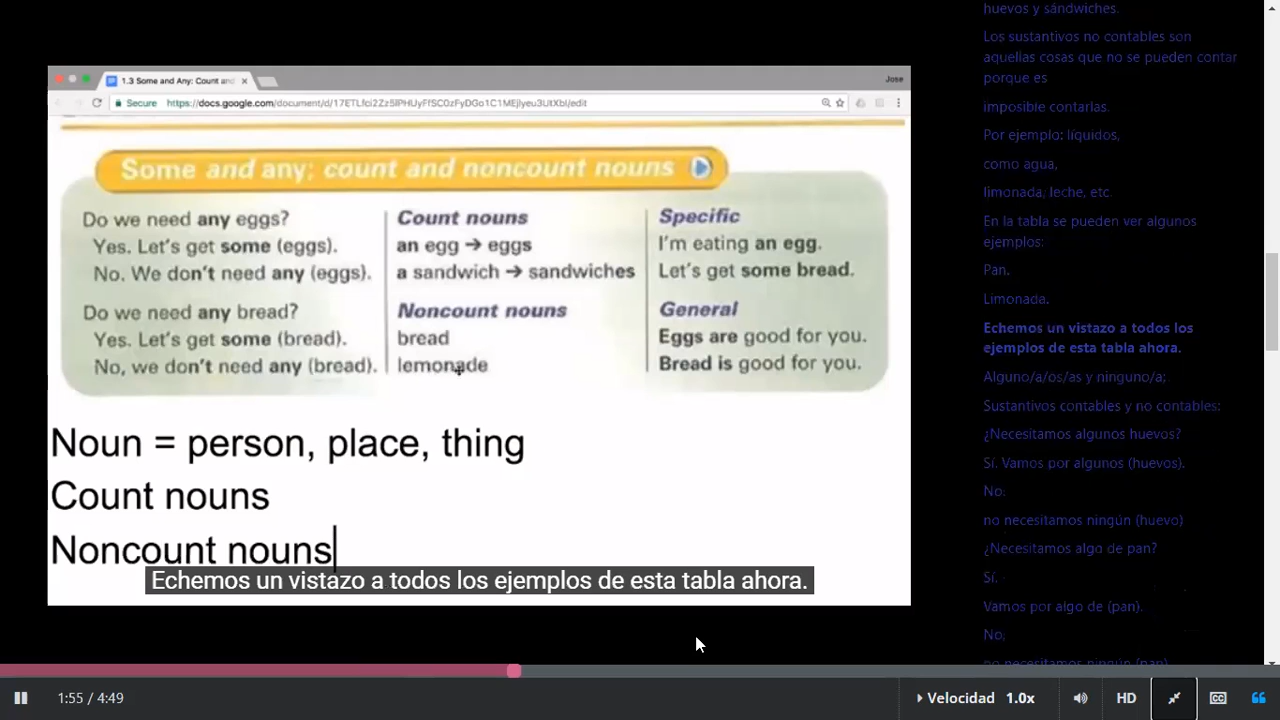 1.3 Some and Any: Count and
Jose
Secure
Some and any; count and noncount nouns
Do we need any eggs?
Yes. Let's get some (eggs).
No. We don't need any (eggs).
Do we need any bread?
Yes. Let's get some (bread).
No, we don't need any (bread).
Count nouns
an egg → eggs
a sandwich → sandwiches
Noncount nouns
bread
lemonade
Specific
I'm eating an egg.
Let's get some bread.
General
Eggs are good for you.
Bread is good for you.
Noun = person, place, thing
Count nouns
Noncount nouns
Echemos un vistazo a todos los ejemplos de esta tabla ahora.
1:55 / 4:49
Velocidad 1.0x
HD
CC
huevos y sándwiches.
Los sustantivos no contables son
aquellas cosas que no se pueden contar
porque es
imposible contarlas.
Por ejemplo: líquidos,
como agua,
limonada, leche, etc.
En la tabla se pueden ver algunos
ejemplos:
Pan.
Limonada.
Echemos un vistazo a todos los
ejemplos de esta tabla ahora.
Alguno/a/os/as y ninguno/a;
Sustantivos contables y no contables:
¿Necesitamos algunos huevos?
Sí. Vamos por algunos (huevos).
No.
no necesitamos ningún (huevo)
¿Necesitamos algo de pan?
Sí.
Vamos por algo de (pan).
No,
no necesitamos ningún (pan)